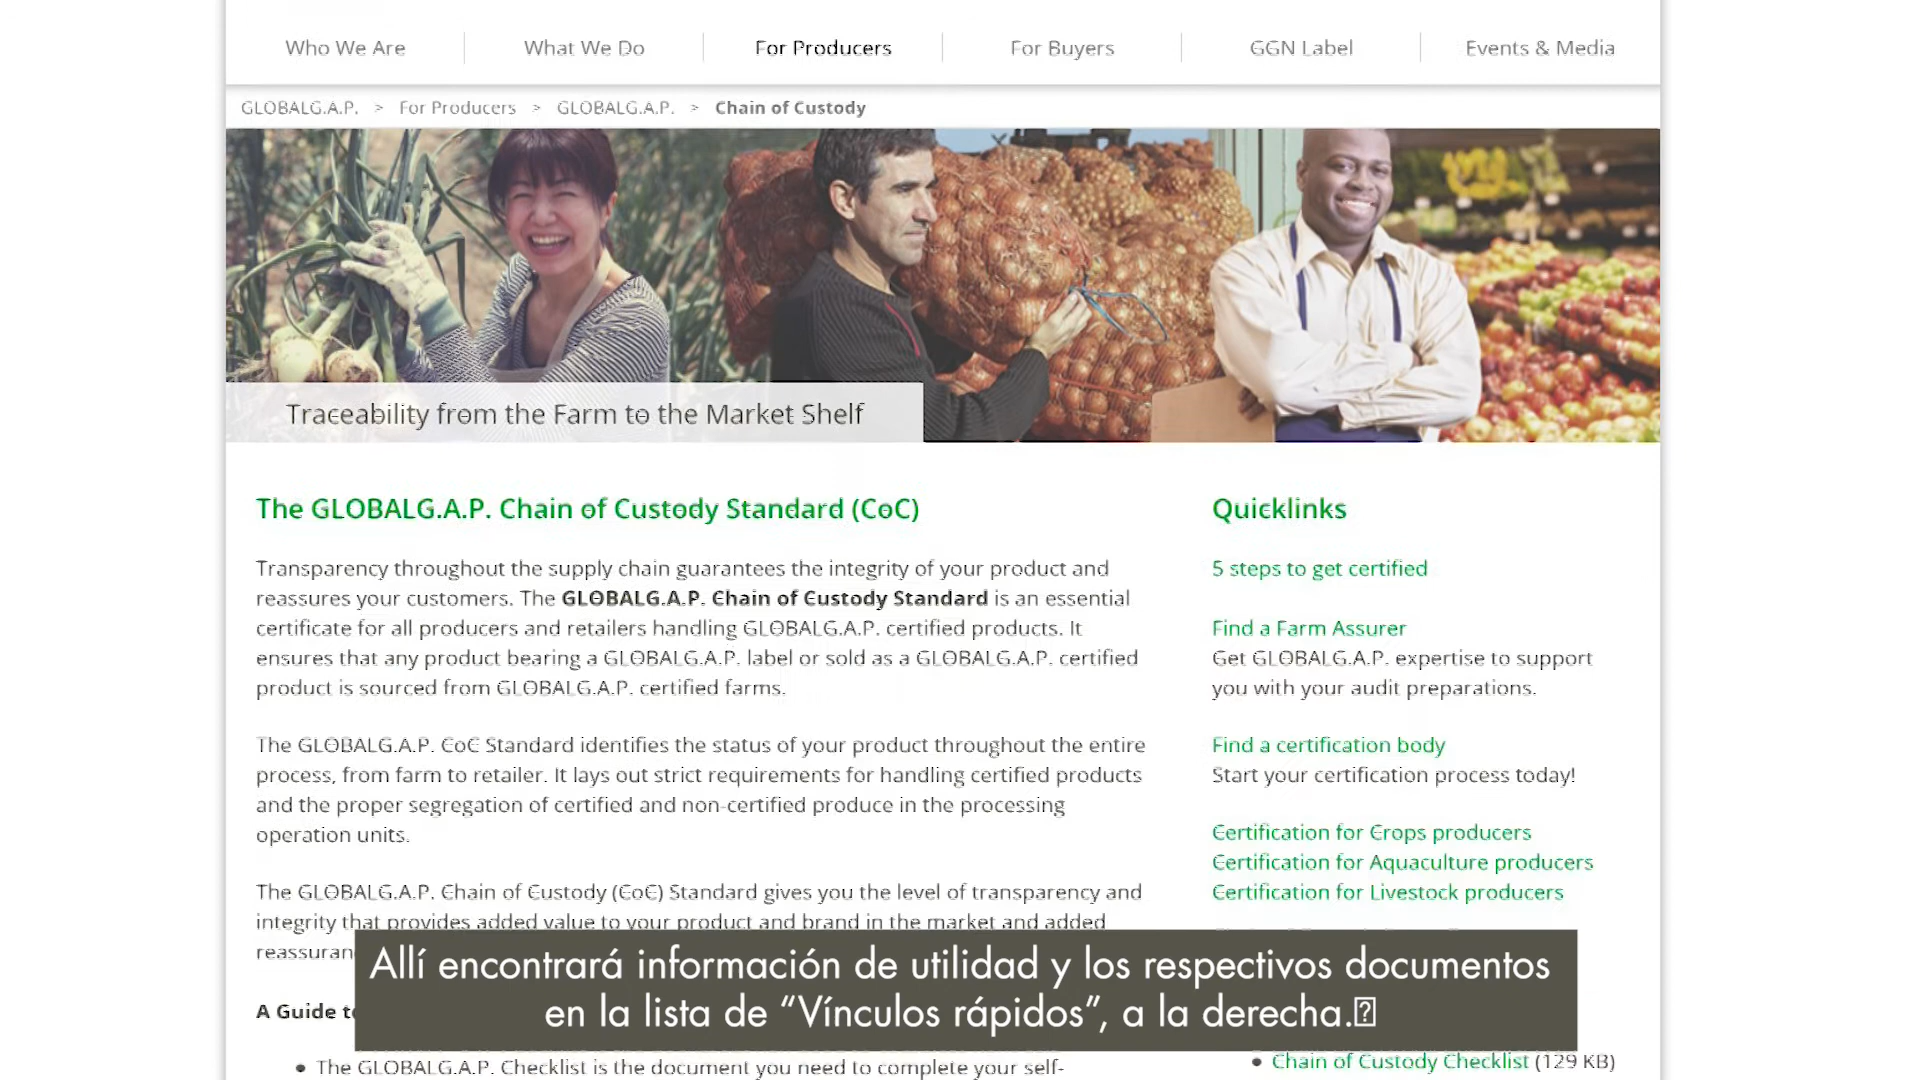 Who We Are
What We Do
For Producers
For Buyers
GGN Label
Events & Media
GLOBALG.A.P. > For Producers > GLOBALG.A.P. > Chain of Custody
Traceability from the Farm to the Market Shelf
The GLOBALG.A.P. Chain of Custody Standard (CoC)
Transparency throughout the supply chain guarantees the integrity of your product and
reassures your customers. The GLOBALG.A.P. Chain of Custody Standard is an essential
certificate for all producers and retailers handling GLOBALG.A.P. certified products. It
ensures that any product bearing a GLOBALG.A.P. label or sold as a GLOBALG.A.P. certified
product is sourced from GLOBALG.A.P. certified farms.
The GLOBALG.A.P. CoC Standard identifies the status of your product throughout the entire
process, from farm to retailer. It lays out strict requirements for handling certified products
and the proper segregation of certified and non-certified produce in the processing
operation units.
The GLOBALG.A.P. Chain of Custody (CoC) Standard gives you the level of transparency and
integrity that provides added value to your product and brand in the market and added
A Guide
• The GLOBALG.A.P. Checklist is the document you need to complete your self-
Quicklinks
5 steps to get certified
Find a Farm Assurer
Get GLOBALG.A.P. expertise to support
you with your audit preparations.
Find a certification body
Start your certification process today!
Certification for Crops producers
Certification for Aquaculture producers
Certification for Livestock producers
• Chain of Custody Checklist (129 KB)
Allí encontrará información de utilidad y los respectivos documentos
en la lista de “Vínculos rápidos”, a la derecha.